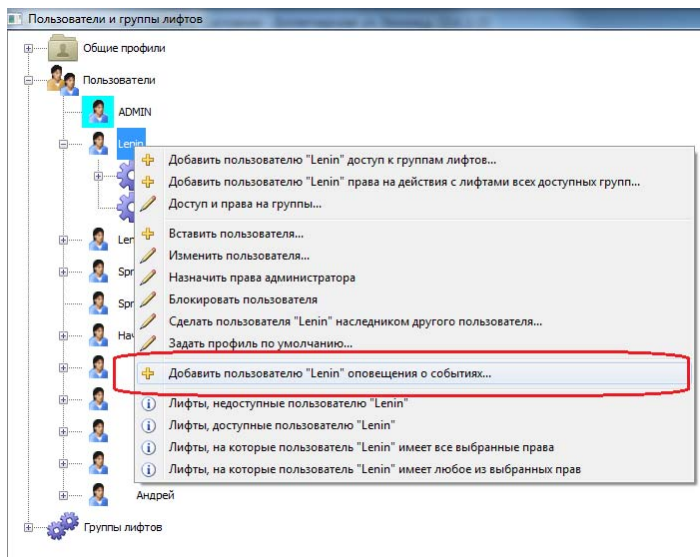 Пользователи и группы лифтов
Общие профили
Пользователи
ADMIN
Lenin
Добавить пользователю "Lenin" доступ к группам лифтов...
Добавить пользователю "Lenin" права на действия с лифтами всех доступных групп...
Доступ и права на группы...
Вставить пользователя...
Изменить пользователя...
Назначить права администратора
Блокировать пользователя
Сделать пользователя "Lenin" наследником другого пользователя...
Задать профиль по умолчанию...
Добавить пользователю "Lenin" оповещения о событиях...
Лифты, недоступные пользователю "Lenin"
Лифты, доступные пользователю "Lenin"
Лифты, на которые пользователь "Lenin" имеет все выбранные права
Лифты, на которые пользователь "Lenin" имеет любое из выбранных прав
Len
Spr
Spr
Нач
Андрей
Группы лифтов